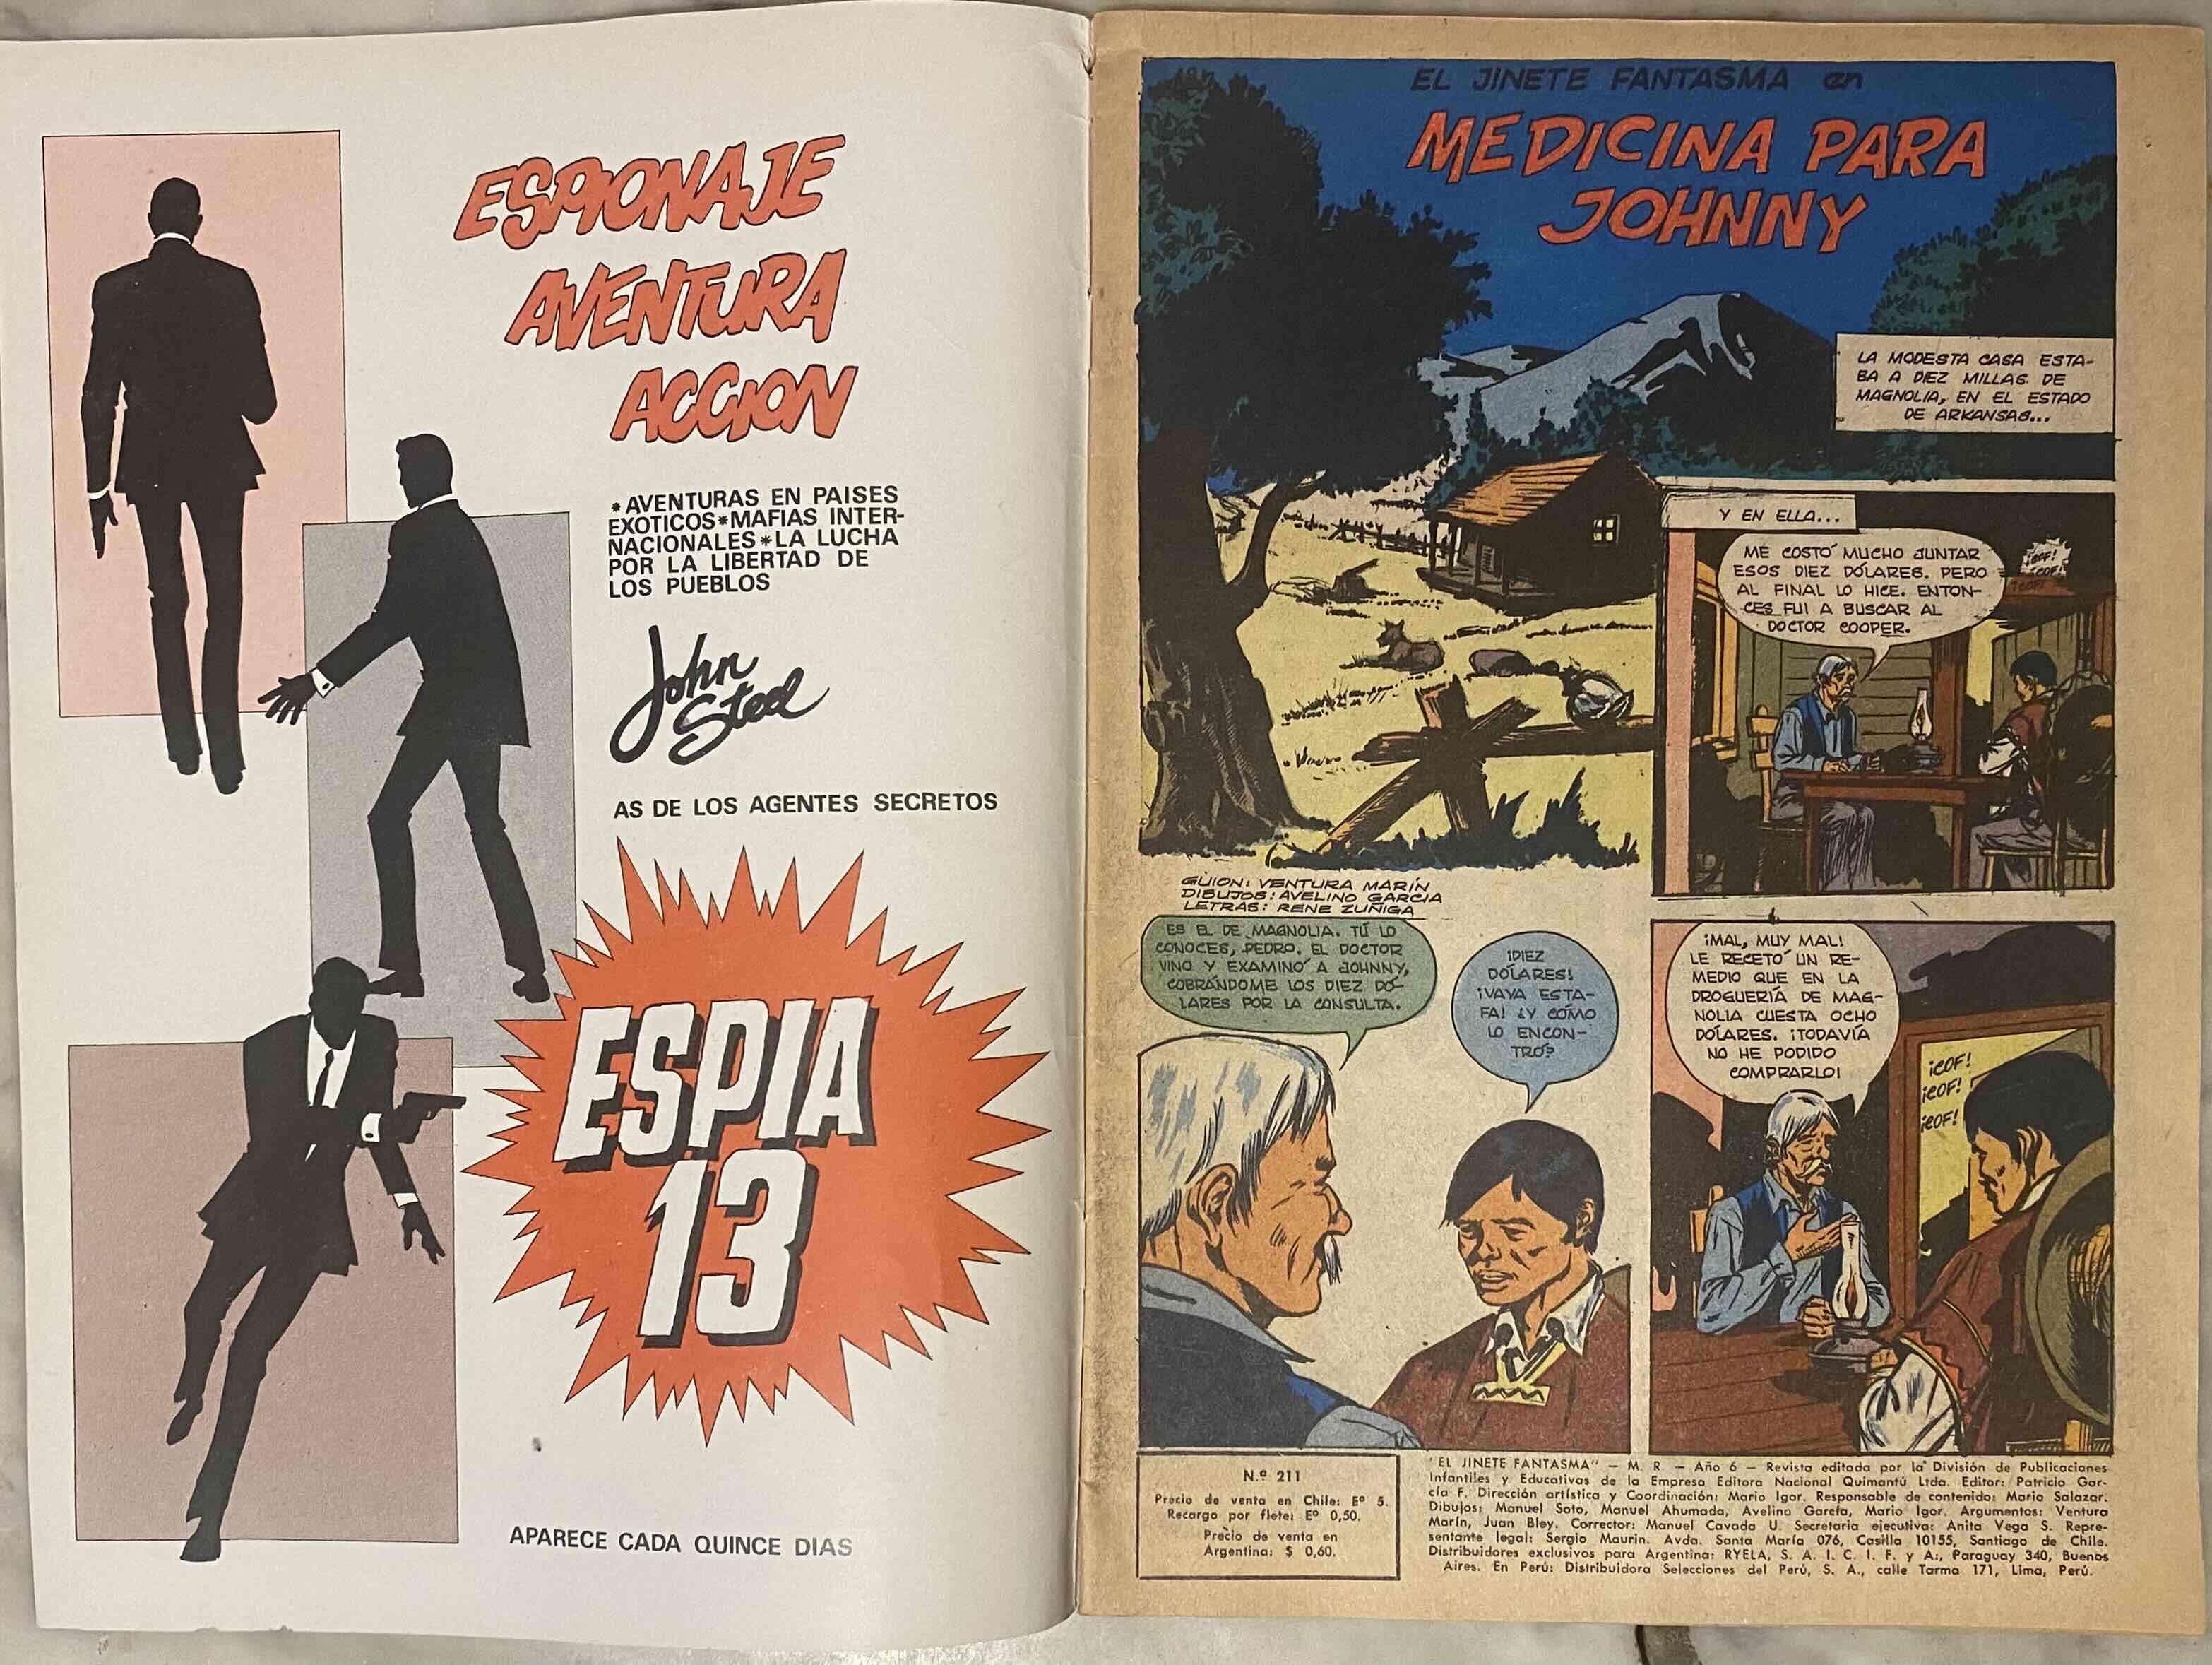 ESPIONAJE
AVENTURA
ACCION
*AVENTURAS EN PAISES
EXOTICOS*MAFIAS INTER-
NACIONALES*LA LUCHA
POR LA LIBERTAD DE
LOS PUEBLOS
John
Steel
AS DE LOS AGENTES SECRETOS
ESPIA
13
APARECE CADA QUINCE DIAS
EL JINETE FANTASMA en
MEDICINA PARA
JOHNNY
LA MODESTA CASA ESTA-
BA A DIEZ MILLAS DE
MAGNOLIA, EN EL ESTADO
DE ARKANSAS...
Y EN ELLA...
ME COSTÓ MUCHO JUNTAR
ESOS DIEZ DÓLARES. PERO
AL FINAL LO HICE. ENTON-
CES FUI A BUSCAR AL
DOCTOR COOPER.
¡COF!
¡COF!
¡COF!
GUION: VENTURA MARÍN
DIBUJOS: AVELINO GARCIA
LETRAS: RENE ZUÑIGA
ES EL DE MAGNOLIA. TÚ LO
CONOCES, PEDRO. EL DOCTOR
VINO Y EXAMINÓ A JOHNNY,
COBRÁNDOME LOS DIEZ DÓ-
LARES POR LA CONSULTA.
¡DIEZ
DÓLARES!
¡VAYA ESTA-
FA! ¿Y CÓMO
LO ENCON-
TRÓ?
¡MAL, MUY MAL!
LE RECETÓ UN RE-
MEDIO QUE EN LA
DROGUERÍA DE MAG-
NOLIA CUESTA OCHO
DÓLARES. ¡TODAVÍA
NO HE PODIDO
COMPRARLO!
¡COF!
¡COF!
¡COF!
N.º 211
Precio de venta en Chile: Eº 5.
Recargo por flete: Eº 0,50.
Precio de venta en
Argentina: $ 0,60.
"EL JINETE FANTASMA" — M. R. — Año 6 — Revista editada por la División de Publicaciones
Infantiles y Educativas de la Empresa Editora Nacional Quimantú Ltda. Editor: Patricio Gar-
cía F. Dirección artística y Coordinación: Mario Igor. Responsable de contenido: Mario Salazar.
Dibujos: Manuel Soto, Manuel Ahumada, Avelino García, Mario Igor. Argumentos: Ventura
Marín, Juan Bley. Corrector: Manuel Cavada U. Secretaria ejecutiva: Anita Vega S. Repre-
sentante legal: Sergio Maurin. Avda. Santa María 076, Casilla 10155, Santiago de Chile.
Distribuidores exclusivos para Argentina: RYELA, S. A. I. C. I. F. y A., Paraguay 340, Buenos
Aires. En Perú: Distribuidora Selecciones del Perú, S. A., calle Tarma 171, Lima, Perú.